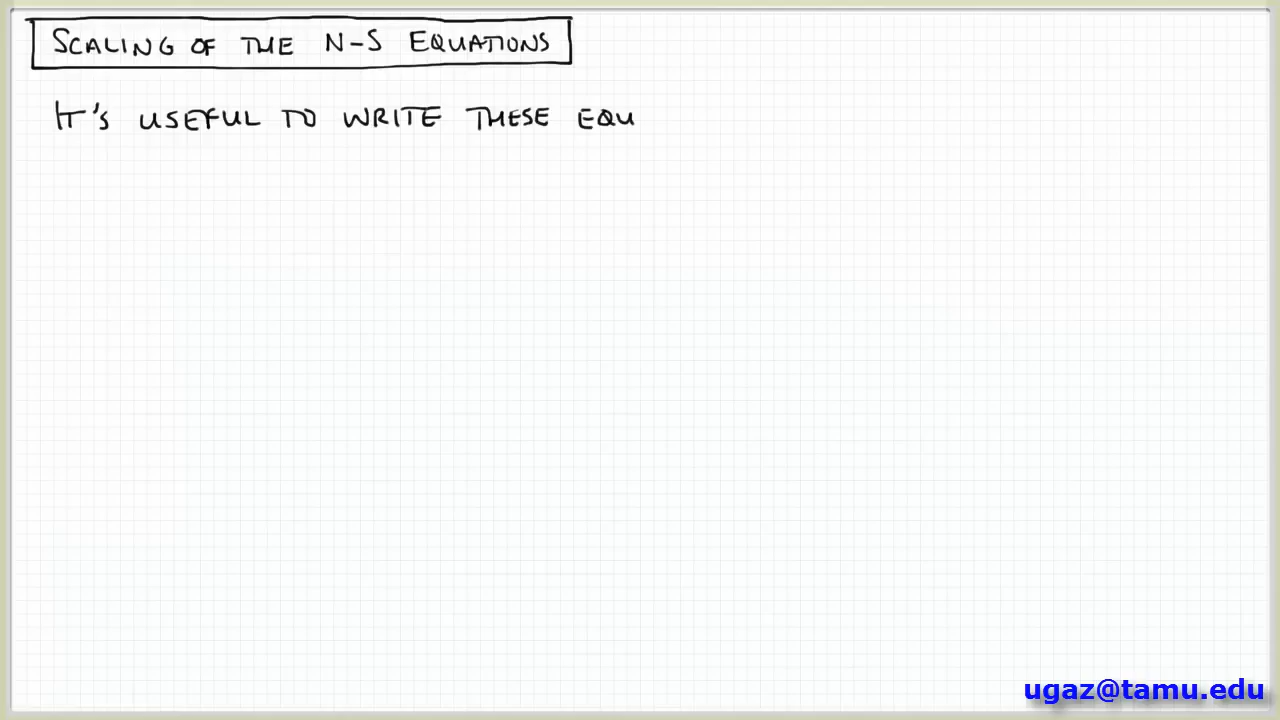 SCALING OF THE N-S EQUATIONS
IT'S USEFUL TO WRITE THESE EQU
ugaz@tamu.edu